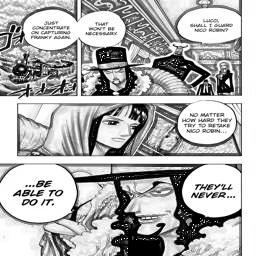 LUCCI,
SHALL I GUARD
NICO ROBIN?
THAT
WON'T BE
NECESSARY.
JUST
CONCENTRATE
ON CAPTURING
FRANKY AGAIN.
NO MATTER
HOW HARD THEY
TRY TO RETAKE
NICO ROBIN...
THEY'LL
NEVER...
...BE
ABLE TO
DO IT.